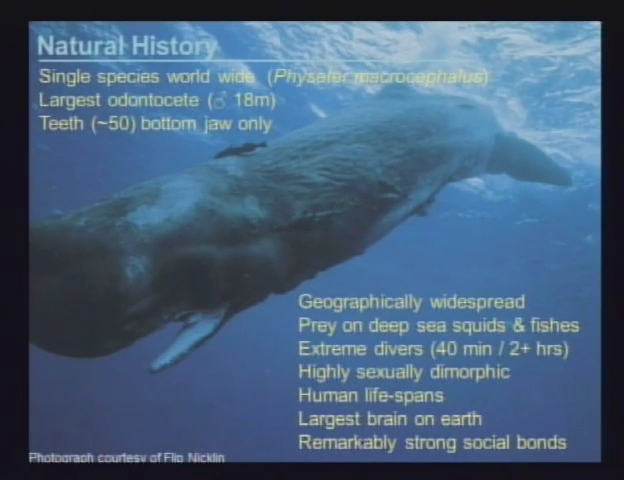 Natural History
Single species world wide (Physeter macrocephalus)
Largest odontocete (♂ 18m)
Teeth (~50) bottom jaw only
Geographically widespread
Prey on deep sea squids & fishes
Extreme divers (40 min / 2+ hrs)
Highly sexually dimorphic
Human life-spans
Largest brain on earth
Remarkably strong social bonds
Photograph courtesy of Flip Nicklin